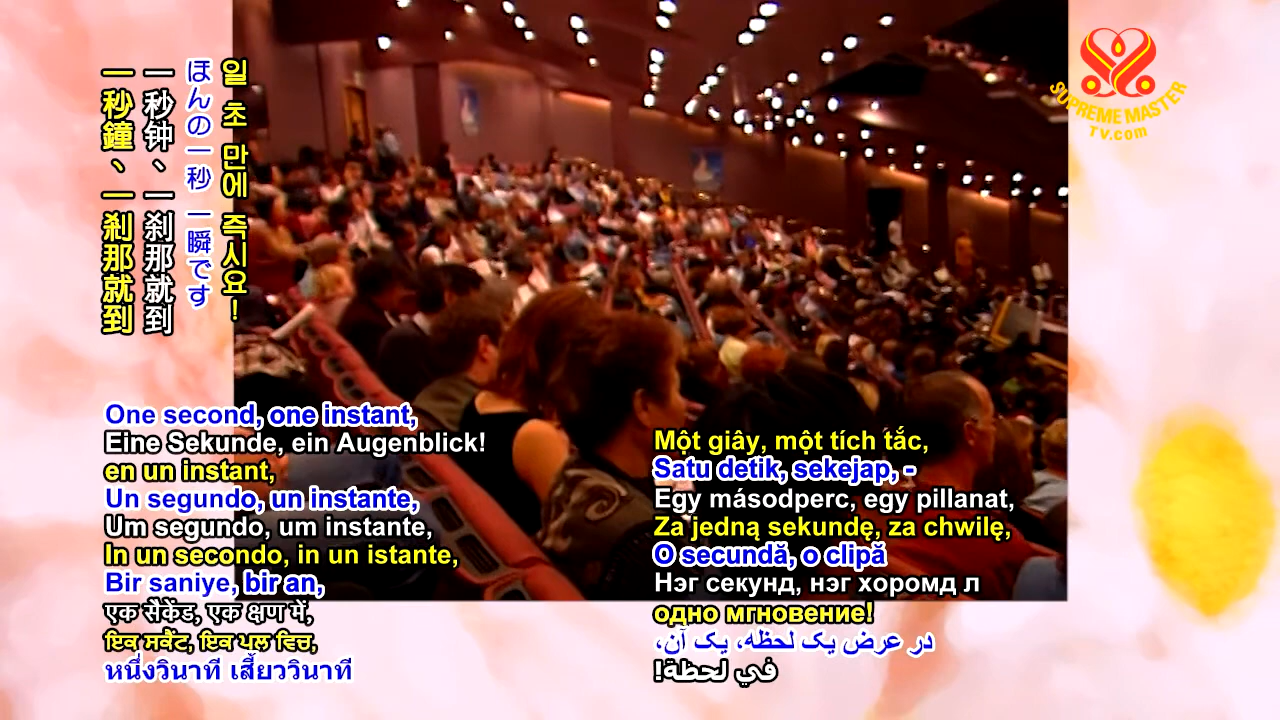 一秒鐘、一剎那就到
一秒钟、一刹那就到
ほんの一秒 一瞬です
일 초 만에 즉시요!
SUPREME MASTER
TV.com
One second, one instant,
Eine Sekunde, ein Augenblick!
en un instant,
Un segundo, un instante,
Um segundo, um instante,
In un secondo, in un istante,
Bir saniye, bir an,
एक सैकेंड, एक क्षण में,
ਇਕ ਸਕੈਂਟ, ਇਕ ਪਲ ਵਿਚ,
หนึ่งวินาที เสี้ยววินาที
Một giây, một tích tắc,
Satu detik, sekejap, -
Egy másodperc, egy pillanat,
Za jedną sekundę, za chwilę,
O secundă, o clipă
Нэг секунд, нэг хоромд л
одно мгновение!
در عرض یک لحظه، یک آن،
في لحظة!